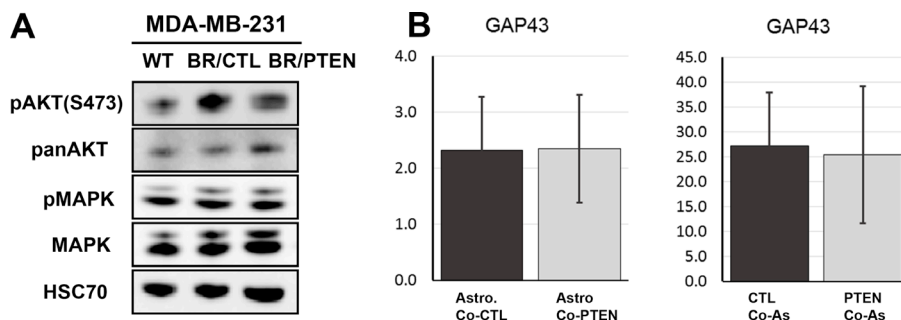 A
MDA-MB-231
WT BR/CTL BR/PTEN
pAKT(S473)
panAKT
pMAPK
MAPK
HSC70
B
GAP43
4.0
3.0
2.0
1.0
0.0
Astro. Co-CTL
Astro Co-PTEN
GAP43
45.0
40.0
35.0
30.0
25.0
20.0
15.0
10.0
5.0
0.0
CTL Co-As
PTEN Co-As